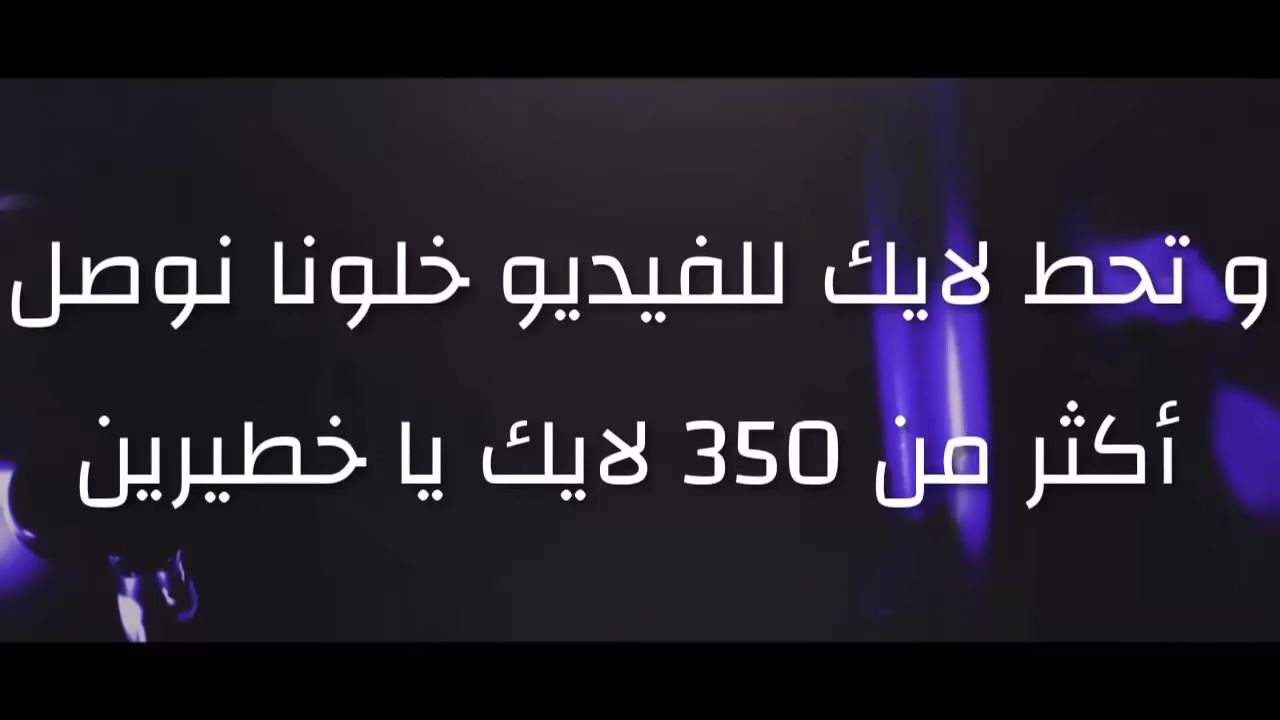 و تحط لايك للفيديو خلونا نوصل
أكثر من 350 لايك يا خطيرين